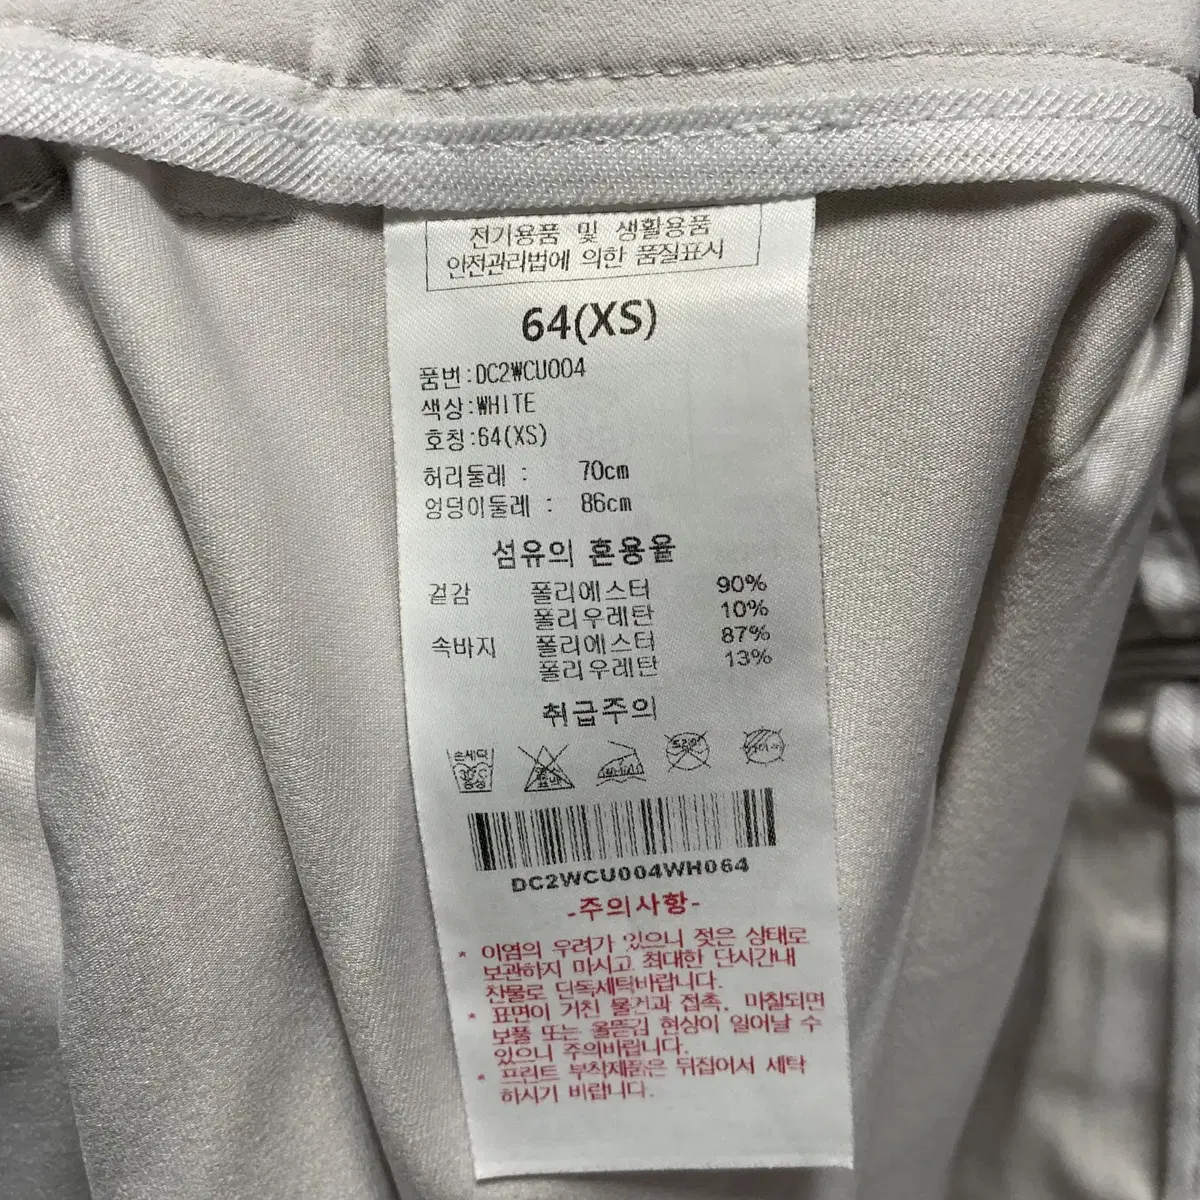 전기용품 및 생활용품
안전관리법에 의한 품질표시
64(XS)
품번:DC2WCU004
색상:WHITE
호칭:64(XS)
허리둘레 : 70cm
엉덩이둘레 : 86cm
섬유의 혼용율
겉감 폴리에스터 90%
폴리우레탄 10%
속바지 폴리에스터 87%
폴리우레탄 13%
취급주의
손세탁
중성
DC2WCU004WH064
-주의사항-
* 이염의 우려가 있으니 젖은 상태로
보관하지 마시고 최대한 단시간내
찬물로 단독세탁바랍니다.
* 표면이 거친 물건과 접촉, 마칠되면
보풀 또는 올뜯김 현상이 일어날 수
있으니 주의바랍니다.
* 프린트 부착제품은 뒤집어서 세탁
하시기 바랍니다.